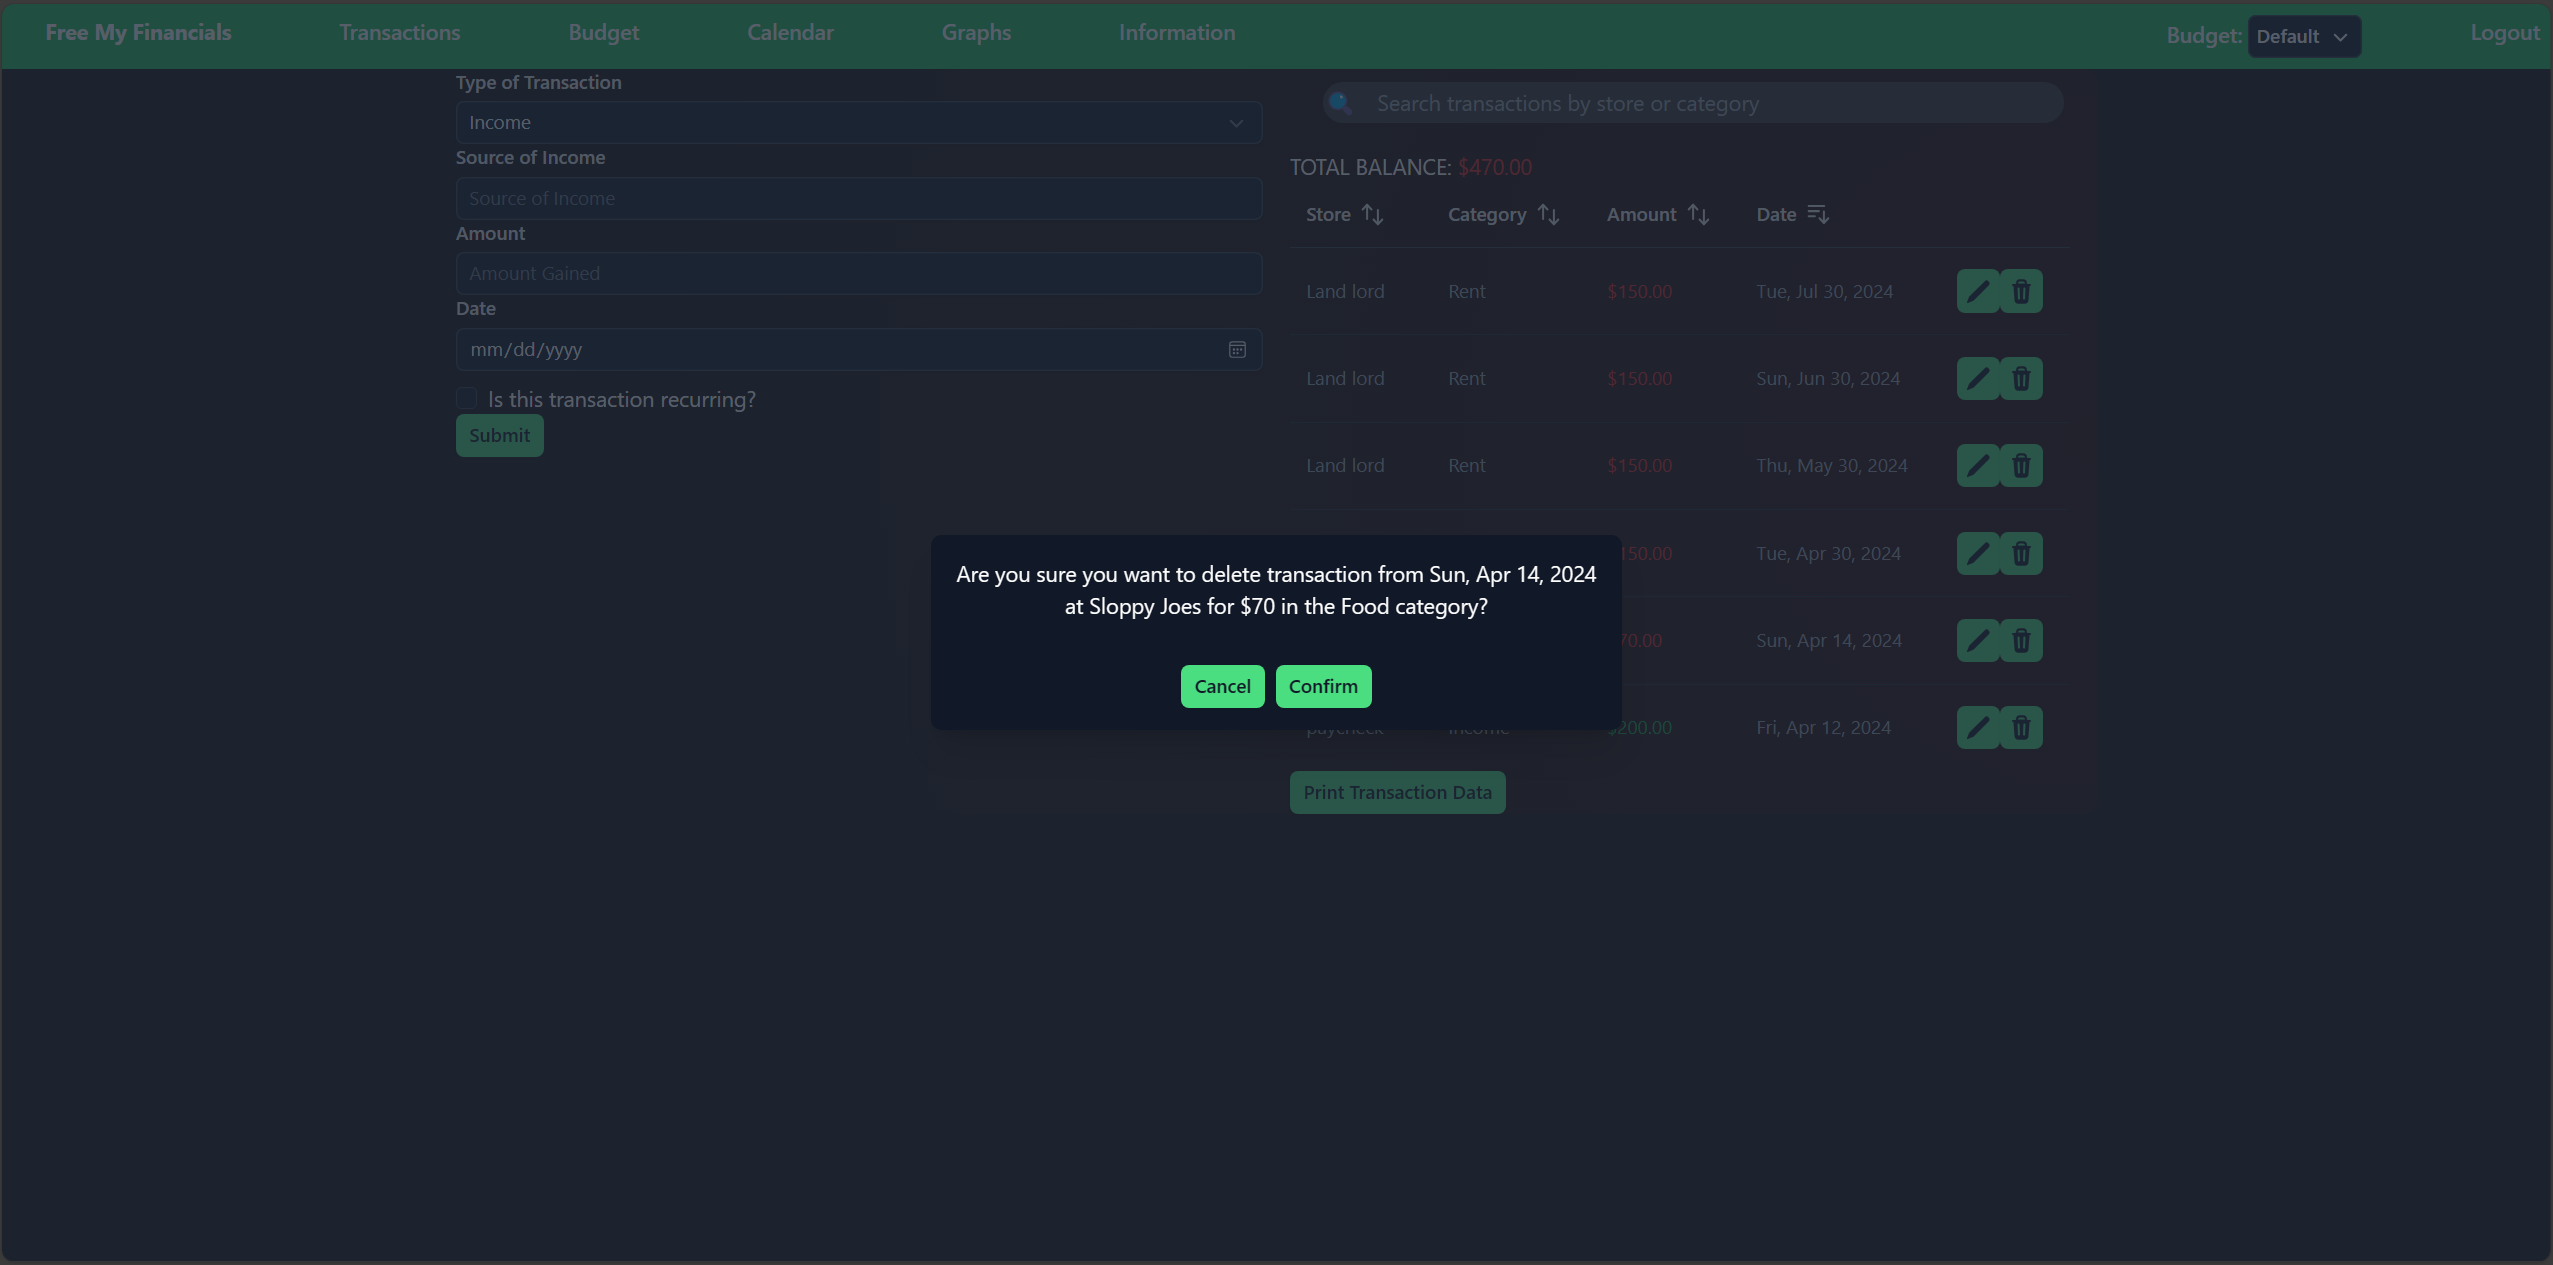 Free My Financials Transactions Budget Calendar Graphs Information Budget: Default Logout
Type of Transaction
Income
Source of Income
Source of Income
Amount
Amount Gained
Date
mm/dd/yyyy
Is this transaction recurring?
Submit
Search transactions by store or category
TOTAL BALANCE: $470.00
Store Category Amount Date
Land lord Rent $150.00 Tue, Jul 30, 2024
Land lord Rent $150.00 Sun, Jun 30, 2024
Land lord Rent $150.00 Thu, May 30, 2024
150.00 Tue, Apr 30, 2024
70.00 Sun, Apr 14, 2024
paycheck Income $200.00 Fri, Apr 12, 2024
Print Transaction Data
Are you sure you want to delete transaction from Sun, Apr 14, 2024
at Sloppy Joes for $70 in the Food category?
Cancel Confirm